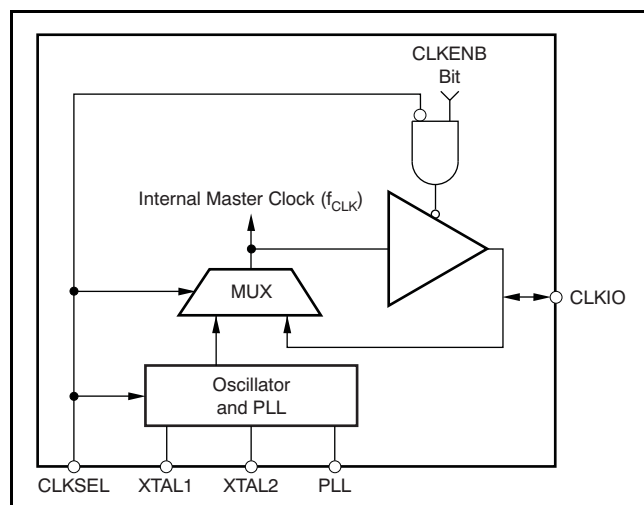 CLKENB
Bit
Internal Master Clock (fCLK)
MUX
CLKIO
Oscillator
and PLL
CLKSEL XTAL1 XTAL2 PLL